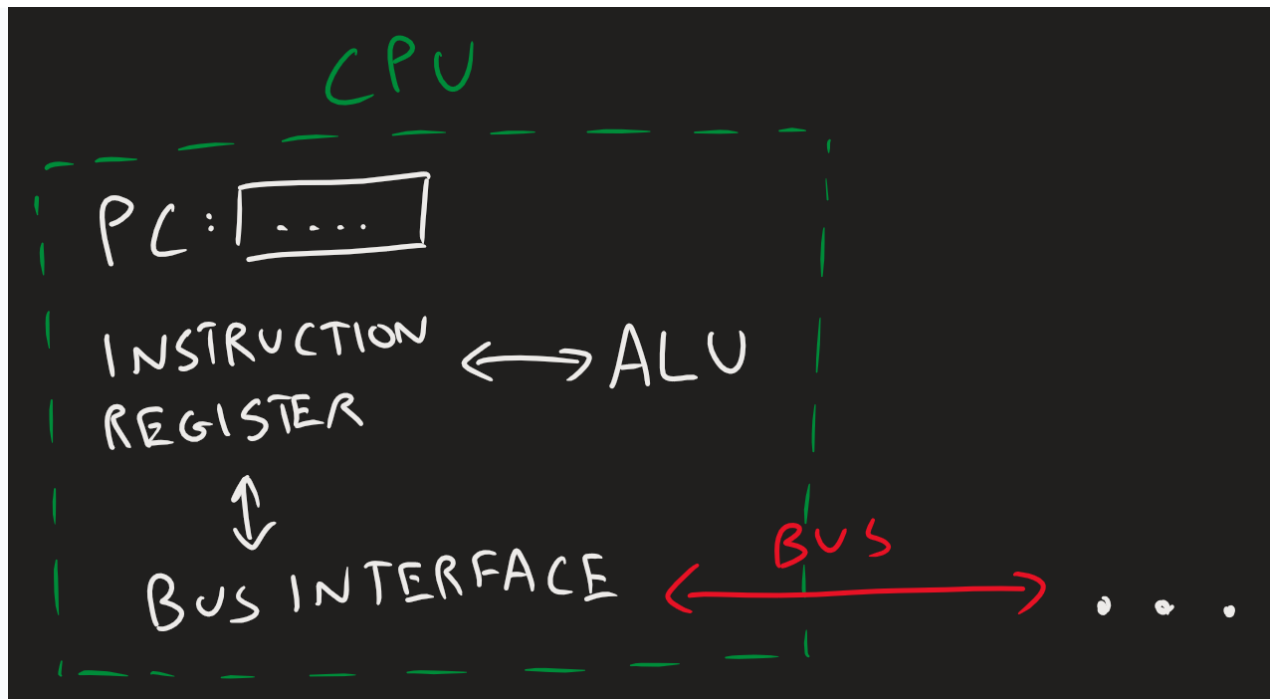 CPU
PC: ....
INSTRUCTION
REGISTER
ALU
BUS INTERFACE
BUS
...